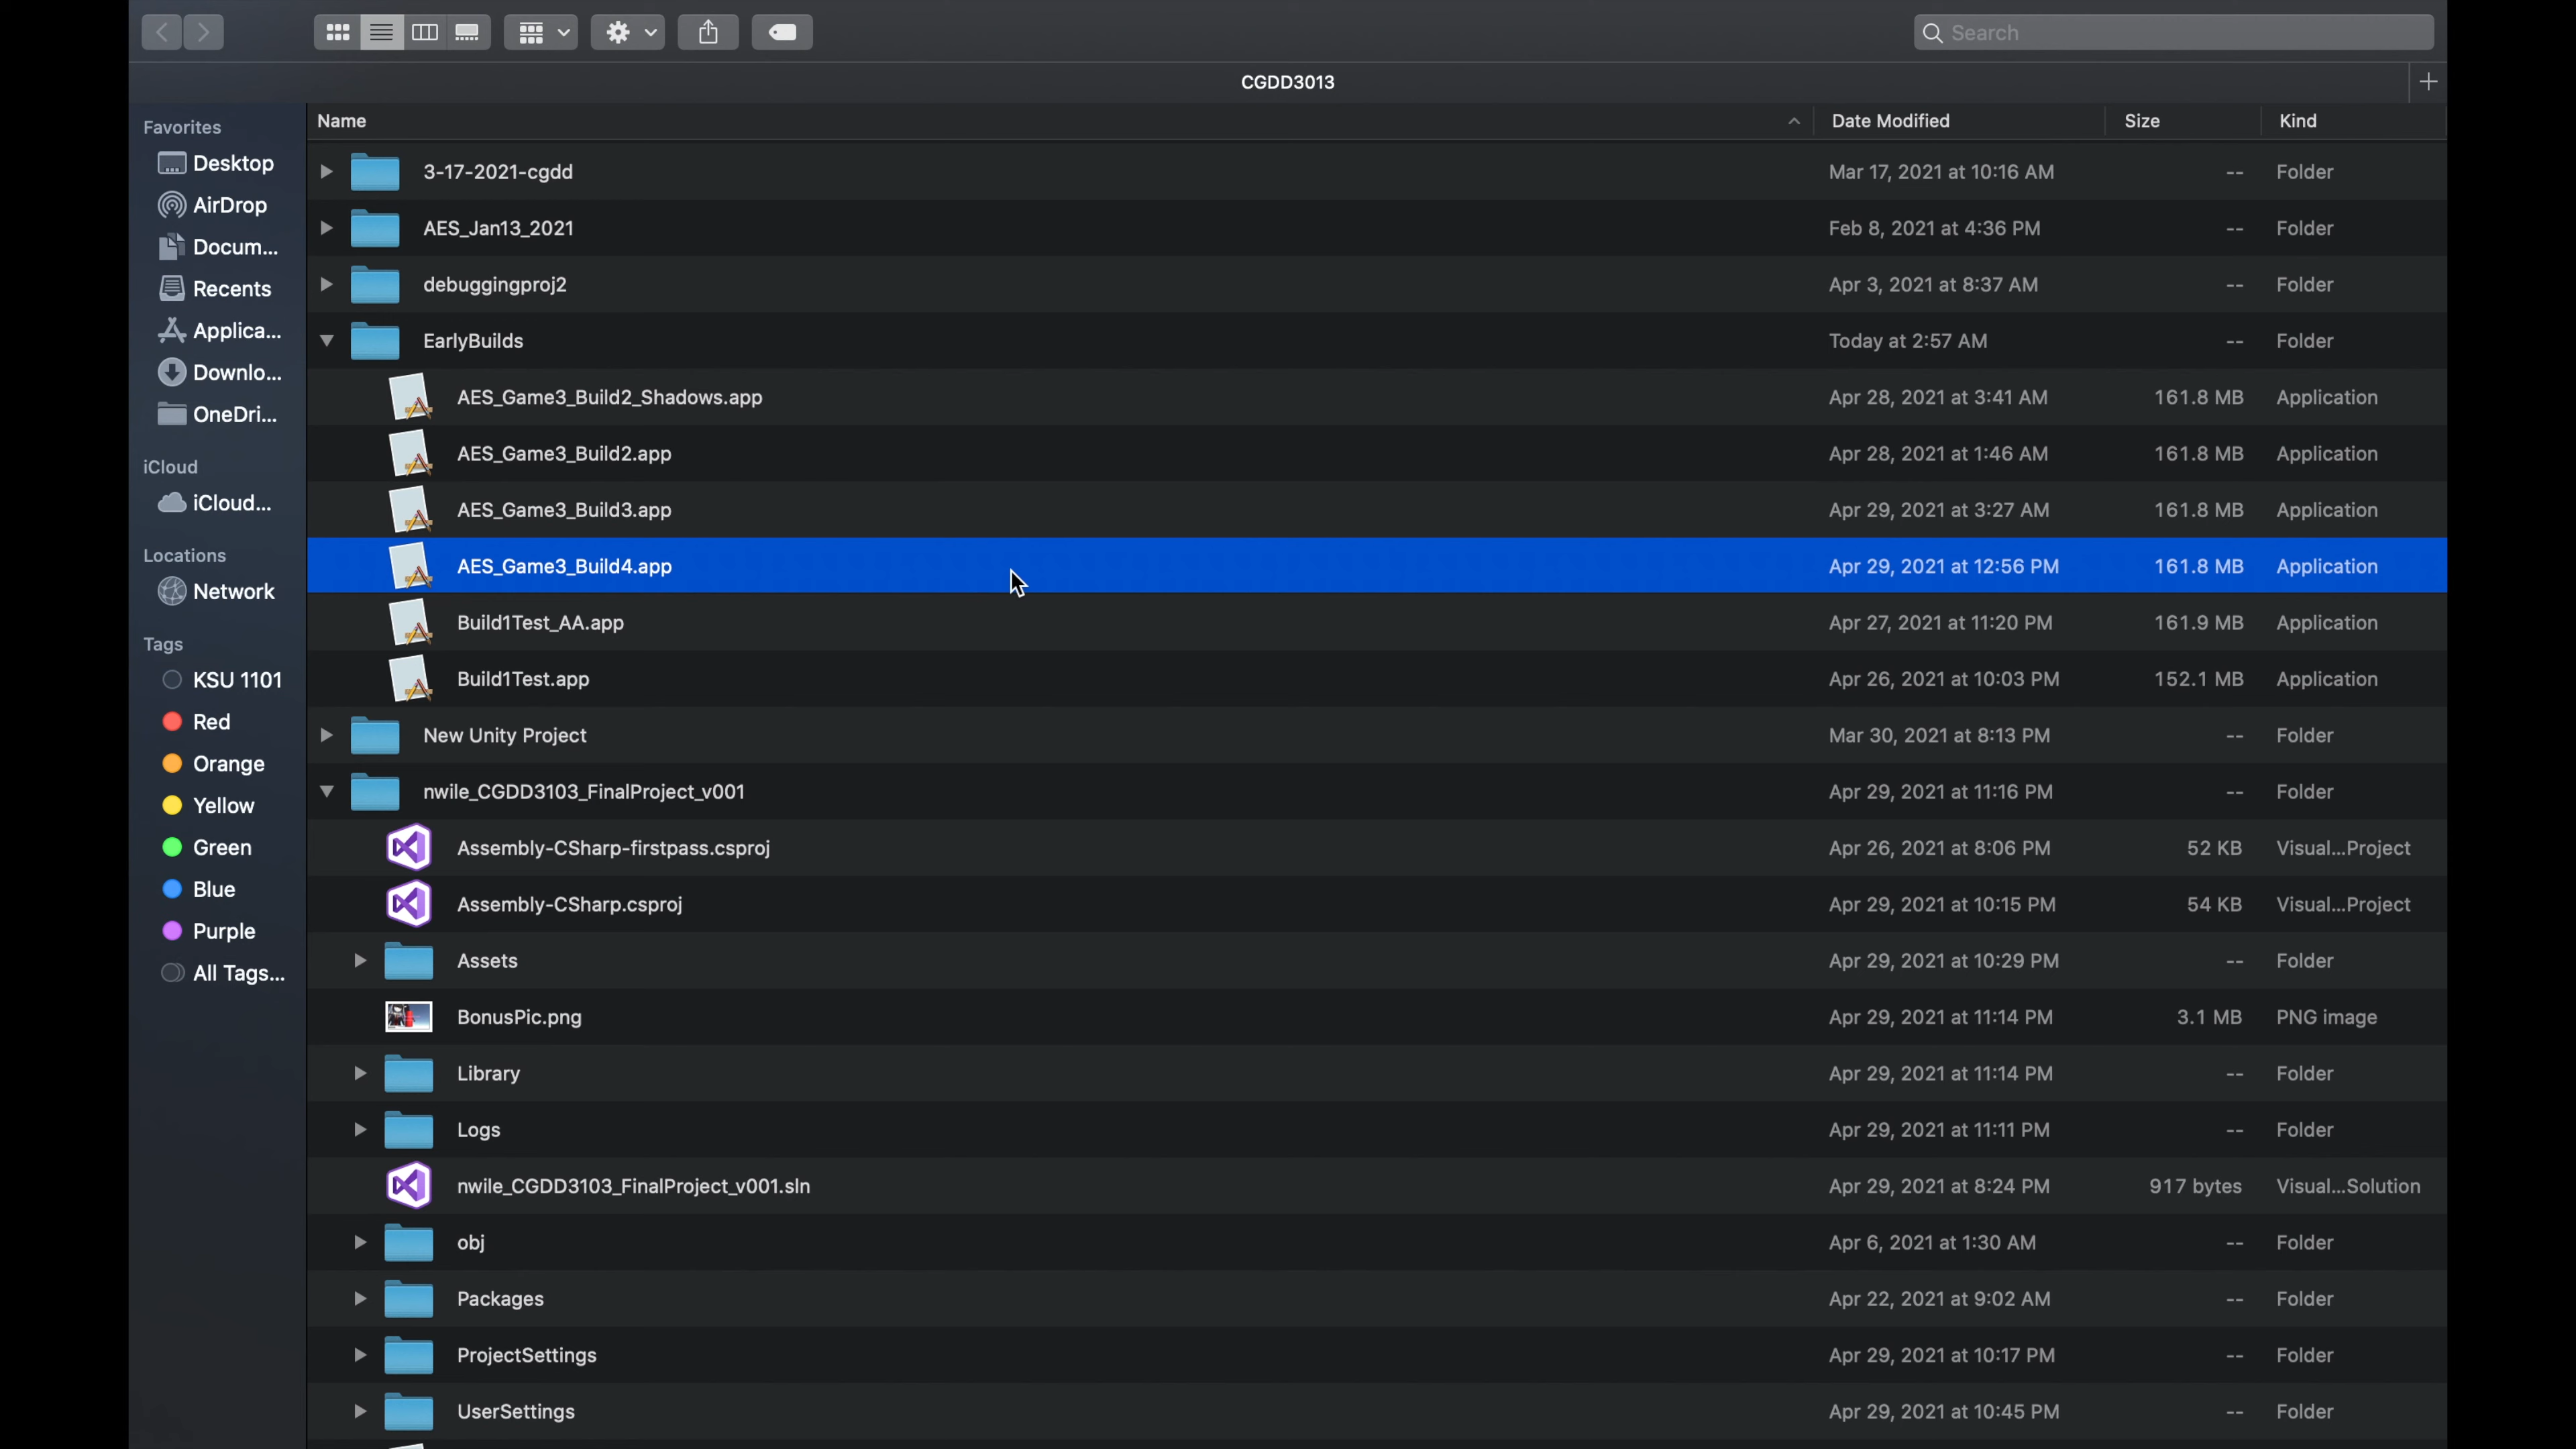 Search
CGDD3013
Name Date Modified Size Kind
Favorites
Desktop
AirDrop
Docum...
Recents
Applica...
Downlo...
OneDri...
iCloud
iCloud...
Locations
Network
Tags
KSU 1101
Red
Orange
Yellow
Green
Blue
Purple
All Tags...
3-17-2021-cgdd Mar 17, 2021 at 10:16 AM -- Folder
AES_Jan13_2021 Feb 8, 2021 at 4:36 PM -- Folder
debuggingproj2 Apr 3, 2021 at 8:37 AM -- Folder
EarlyBuilds Today at 2:57 AM -- Folder
AES_Game3_Build2_Shadows.app Apr 28, 2021 at 3:41 AM 161.8 MB Application
AES_Game3_Build2.app Apr 28, 2021 at 1:46 AM 161.8 MB Application
AES_Game3_Build3.app Apr 29, 2021 at 3:27 AM 161.8 MB Application
AES_Game3_Build4.app Apr 29, 2021 at 12:56 PM 161.8 MB Application
Build1Test_AA.app Apr 27, 2021 at 11:20 PM 161.9 MB Application
Build1Test.app Apr 26, 2021 at 10:03 PM 152.1 MB Application
New Unity Project Mar 30, 2021 at 8:13 PM -- Folder
nwile_CGDD3103_FinalProject_v001 Apr 29, 2021 at 11:16 PM -- Folder
Assembly-CSharp-firstpass.csproj Apr 26, 2021 at 8:06 PM 52 KB Visual...Project
Assembly-CSharp.csproj Apr 29, 2021 at 10:15 PM 54 KB Visual...Project
Assets Apr 29, 2021 at 10:29 PM -- Folder
BonusPic.png Apr 29, 2021 at 11:14 PM 3.1 MB PNG image
Library Apr 29, 2021 at 11:14 PM -- Folder
Logs Apr 29, 2021 at 11:11 PM -- Folder
nwile_CGDD3103_FinalProject_v001.sln Apr 29, 2021 at 8:24 PM 917 bytes Visual...Solution
obj Apr 6, 2021 at 1:30 AM -- Folder
Packages Apr 22, 2021 at 9:02 AM -- Folder
ProjectSettings Apr 29, 2021 at 10:17 PM -- Folder
UserSettings Apr 29, 2021 at 10:45 PM -- Folder